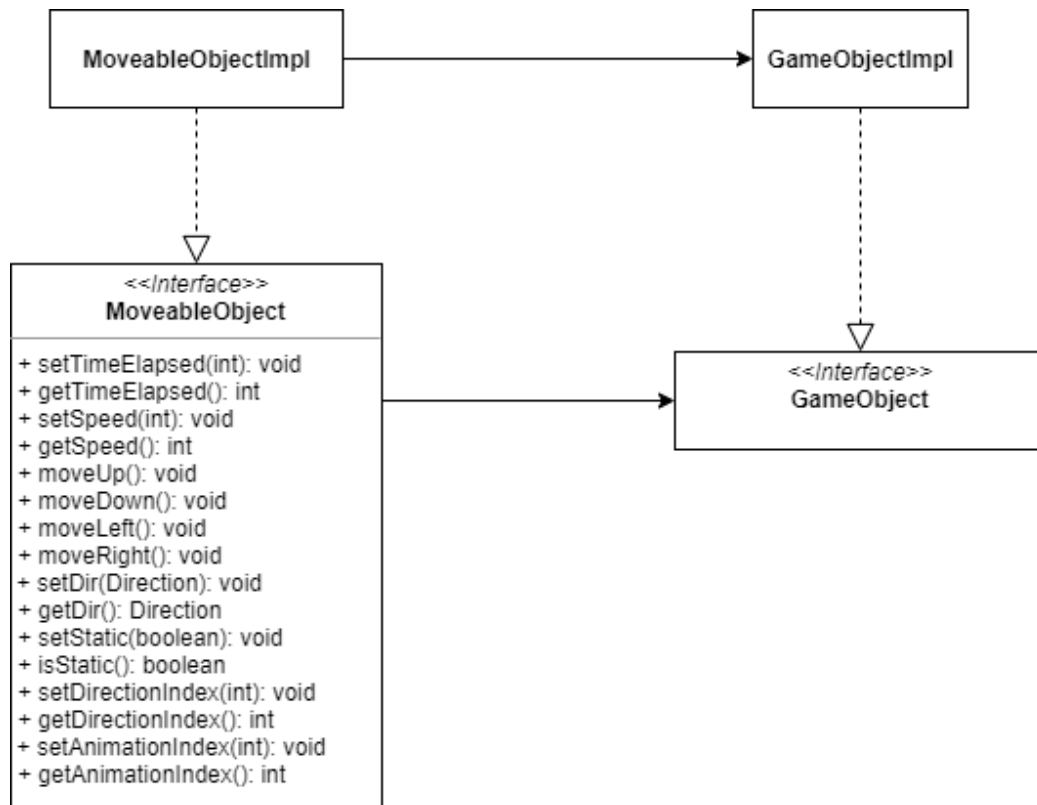 MoveableObjectImpl
GameObjectImpl
<<Interface>>
MoveableObject
+ setTimeElapsed(int): void
+ getTimeElapsed(): int
+ setSpeed(int): void
+ getSpeed(): int
+ moveUp(): void
+ moveDown(): void
+ moveLeft(): void
+ moveRight(): void
+ setDir(Direction): void
+ getDir(): Direction
+ setStatic(boolean): void
+ isStatic(): boolean
+ setDirectionIndex(int): void
+ getDirectionIndex(): int
+ setAnimationIndex(int): void
+ getAnimationIndex(): int
<<Interface>>
GameObject